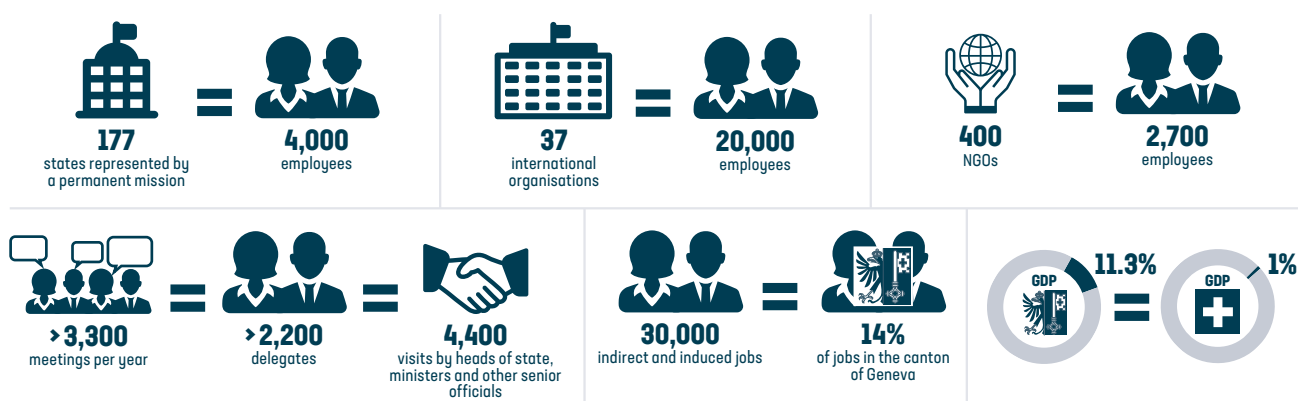 177
states represented by
a permanent mission
4,000
employees
37
international
organisations
20,000
employees
400
NGOs
2,700
employees
>3,300
meetings per year
>2,200
delegates
4,400
visits by heads of state,
ministers and other senior
officials
30,000
indirect and induced jobs
14%
of jobs in the canton
of Geneva
11.3%
GDP
1%
GDP